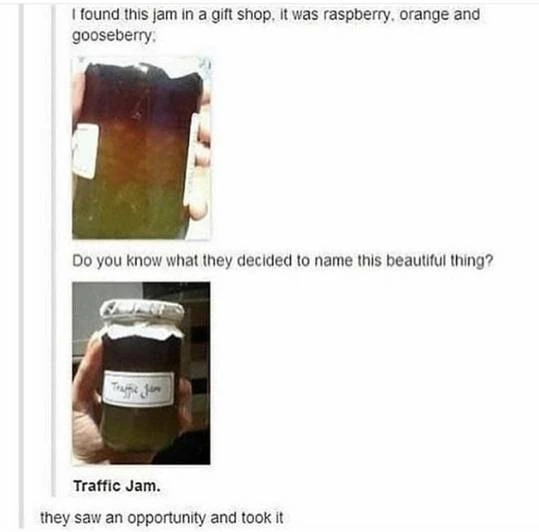 I found this jam in a gift shop, it was raspberry, orange and
gooseberry;
Do you know what they decided to name this beautiful thing?
Traffic Jam
Traffic Jam.
they saw an opportunity and took it